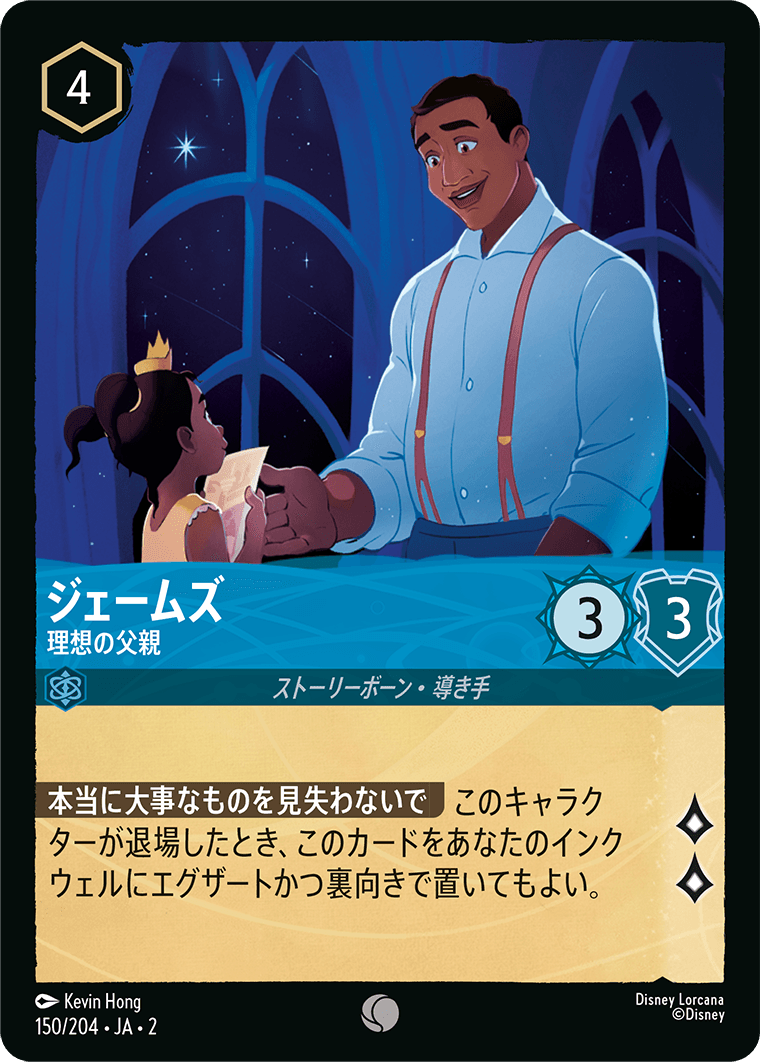 4
ジェームズ
理想の父親
3
3
ストーリーボーン・導き手
本当に大事なものを見失わないで このキャラク
ターが退場したとき、このカードをあなたのインク
ウェルにエグザートかつ裏向きで置いてもよい。
Kevin Hong
150/204・JA・2
Disney Lorcana
©Disney